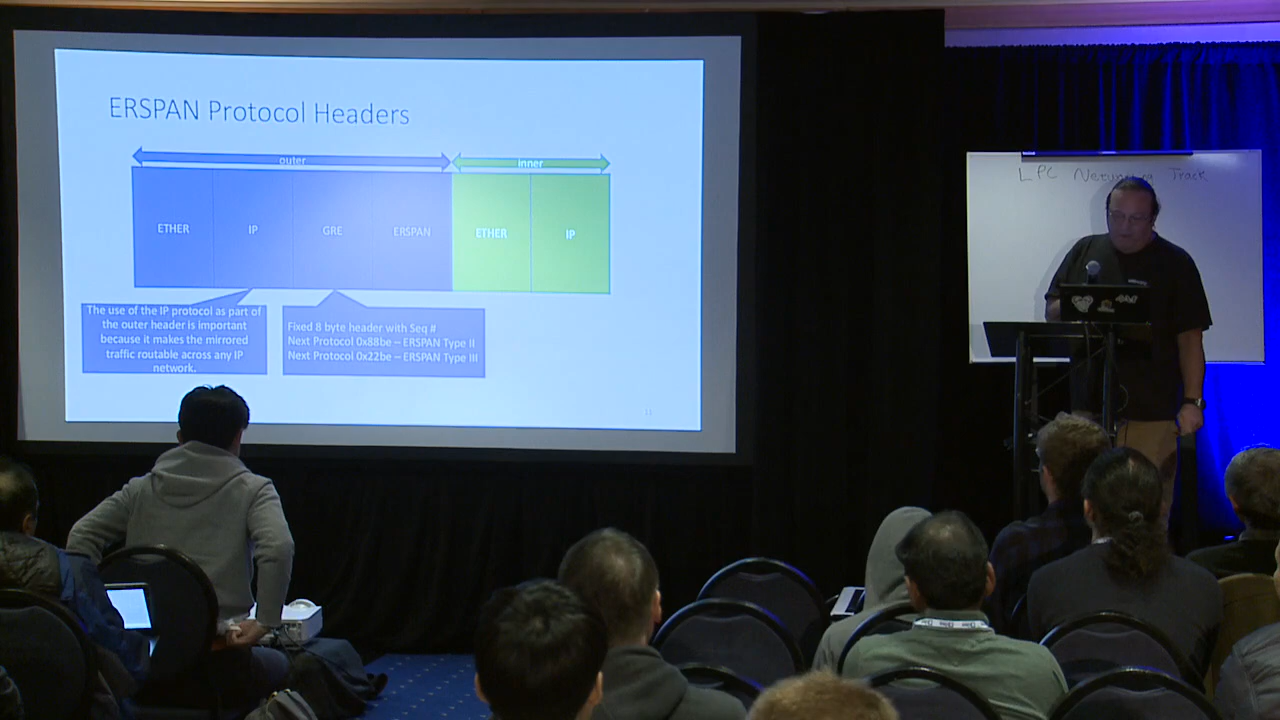 ERSPAN Protocol Headers
outer
inner
ETHER
IP
GRE
ERSPAN
ETHER
IP
The use of the IP protocol as part of
the outer header is important
because it makes the mirrored
traffic routable across any IP
network.
Fixed 8 byte header with Seq #
Next Protocol 0x88be – ERSPAN Type II
Next Protocol 0x22be – ERSPAN Type III
LPC Networking Track